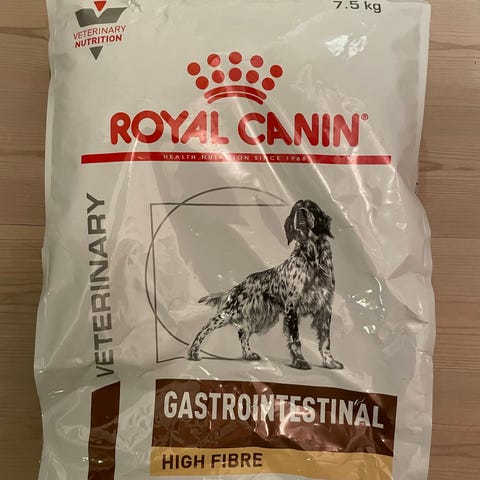 7.5 kg
VETERINARY
NUTRITION
ROYAL CANIN®
HEALTH NUTRITION SINCE 1968
VETERINARY
GASTROINTESTINAL
HIGH FIBRE